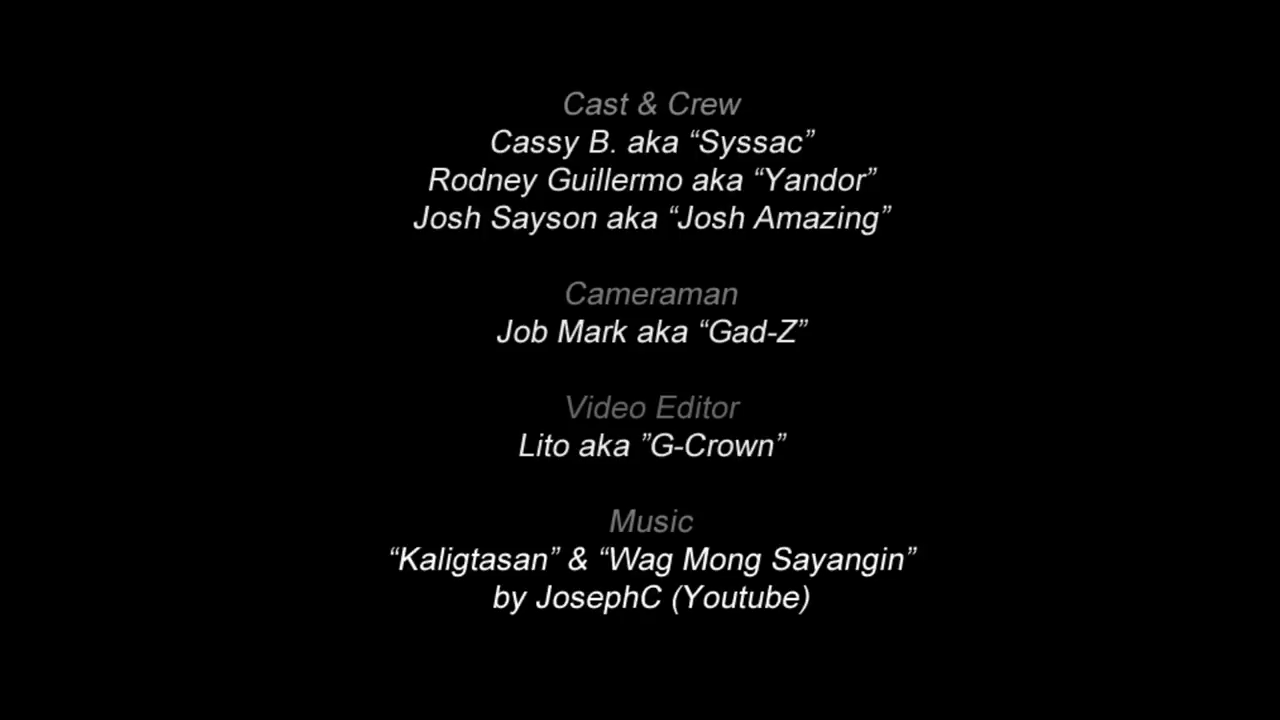 Cast & Crew
Cassy B. aka “Syssac”
Rodney Guillermo aka “Yandor”
Josh Sayson aka “Josh Amazing”
Cameraman
Job Mark aka “Gad-Z”
Video Editor
Lito aka ”G-Crown”
Music
“Kaligtasan” & “Wag Mong Sayangin”
by JosephC (Youtube)